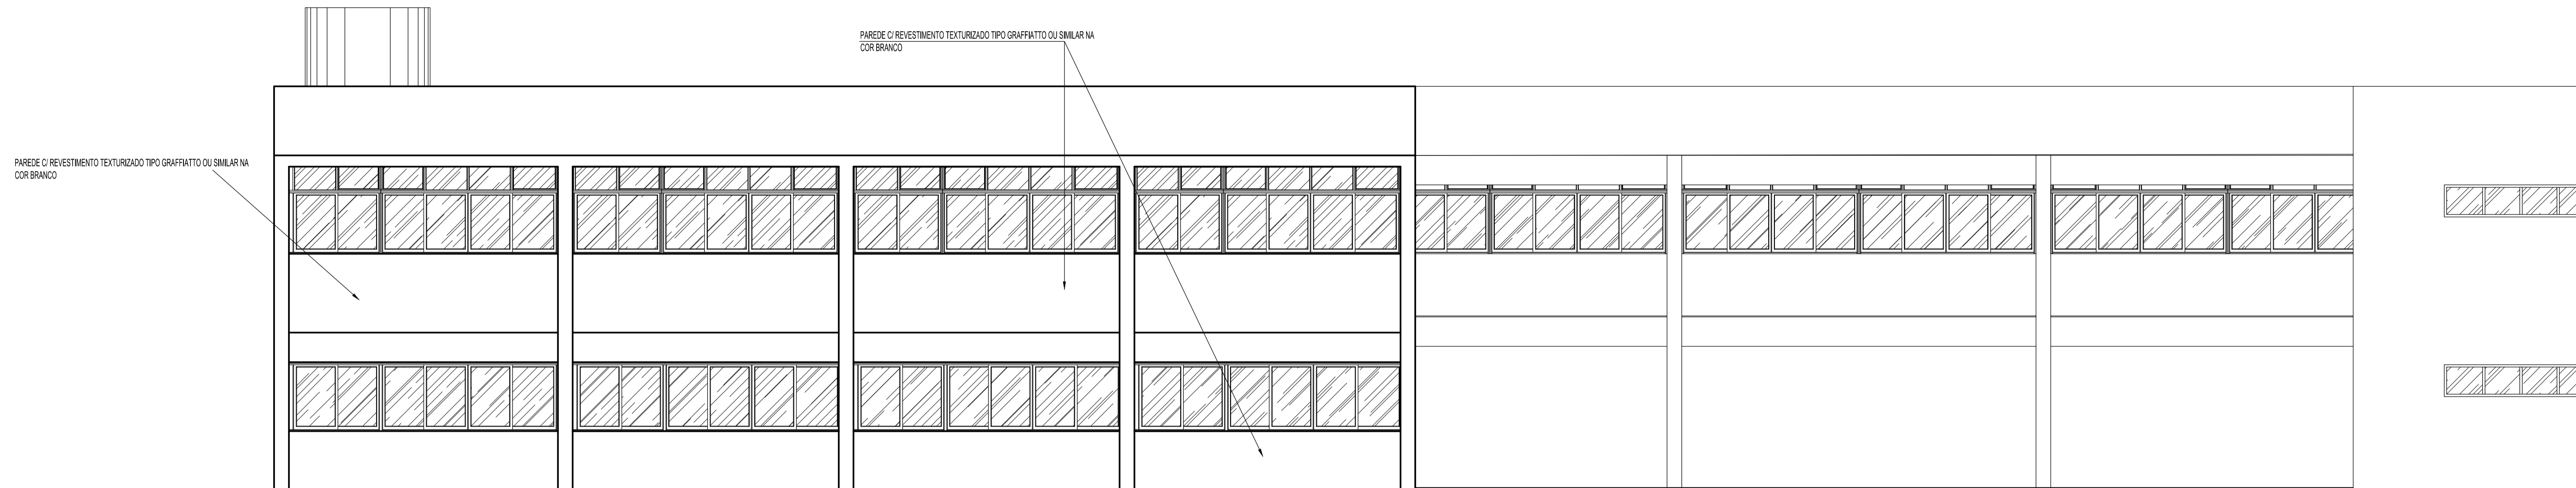 PAREDE C/ REVESTIMENTO TEXTURIZADO TIPO GRAFFIATTO OU SIMILAR NA
COR BRANCO
PAREDE C/ REVESTIMENTO TEXTURIZADO TIPO GRAFFIATTO OU SIMILAR NA
COR BRANCO